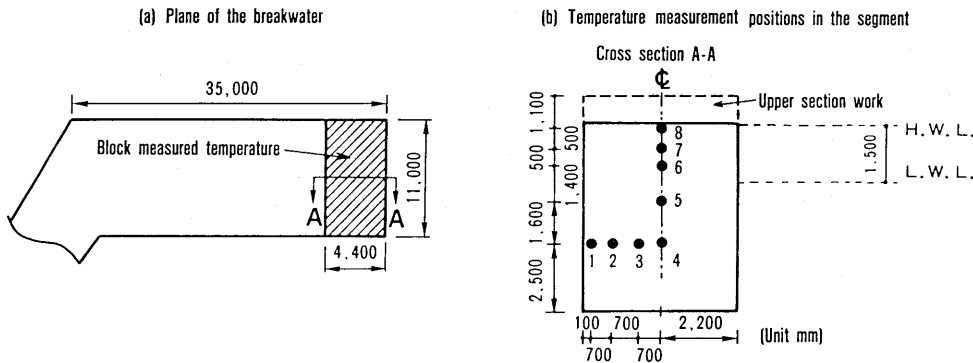 (a) Plane of the breakwater
35,000
Block measured temperature
11,000
A
A
4,400
(b) Temperature measurement positions in the segment
Cross section A-A
℄
Upper section work
1,100
500
500
1,400
1,600
2,500
8
7
6
5
1
2
3
4
H.W.L.
1.500
L.W.L.
100
700
2,200
700
700
(Unit mm)